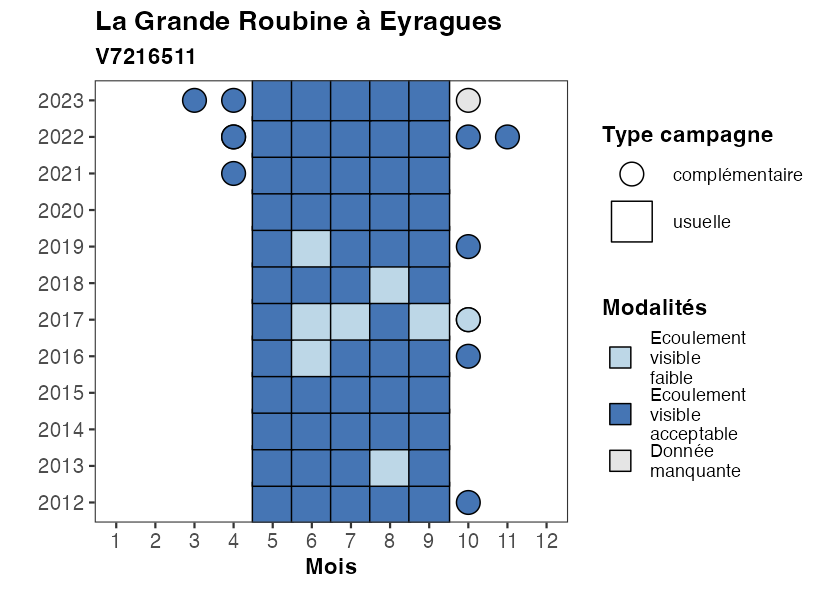 La Grande Roubine à Eyragues
V7216511
2023
2022
2021
2020
2019
2018
2017
2016
2015
2014
2013
2012
1 2 3 4 5 6 7 8 9 10 11 12
Mois
Type campagne
complémentaire
usuelle
Modalités
Ecoulement
visible
faible
Ecoulement
visible
acceptable
Donnée
manquante